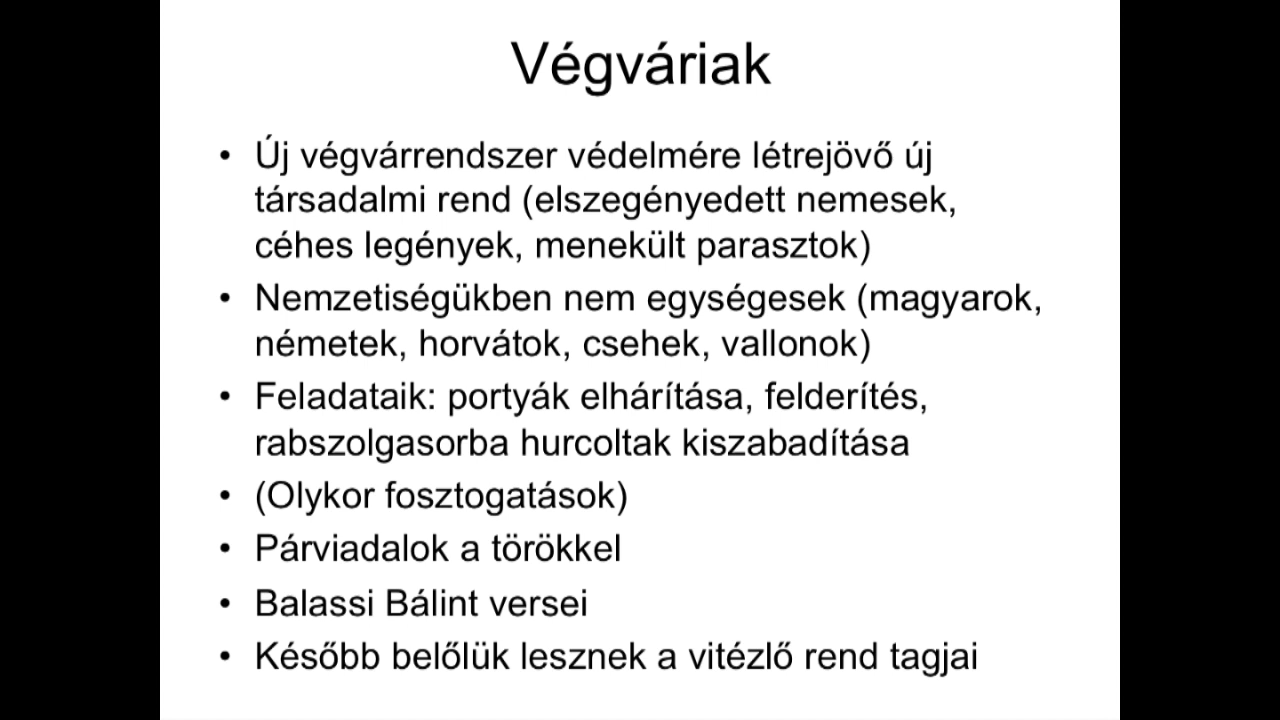 Végváriak
• Új végvárrendszer védelmére létrejövő új
társadalmi rend (elszegényedett nemesek,
céhes legények, menekült parasztok)
• Nemzetiségükben nem egységesek (magyarok,
németek, horvátok, csehek, vallonok)
• Feladataik: portyák elhárítása, felderítés,
rabszolgasorba hurcoltak kiszabadítása
• (Olykor fosztogatások)
• Párviadalok a törökkel
• Balassi Bálint versei
• Később belőlük lesznek a vitézlő rend tagjai